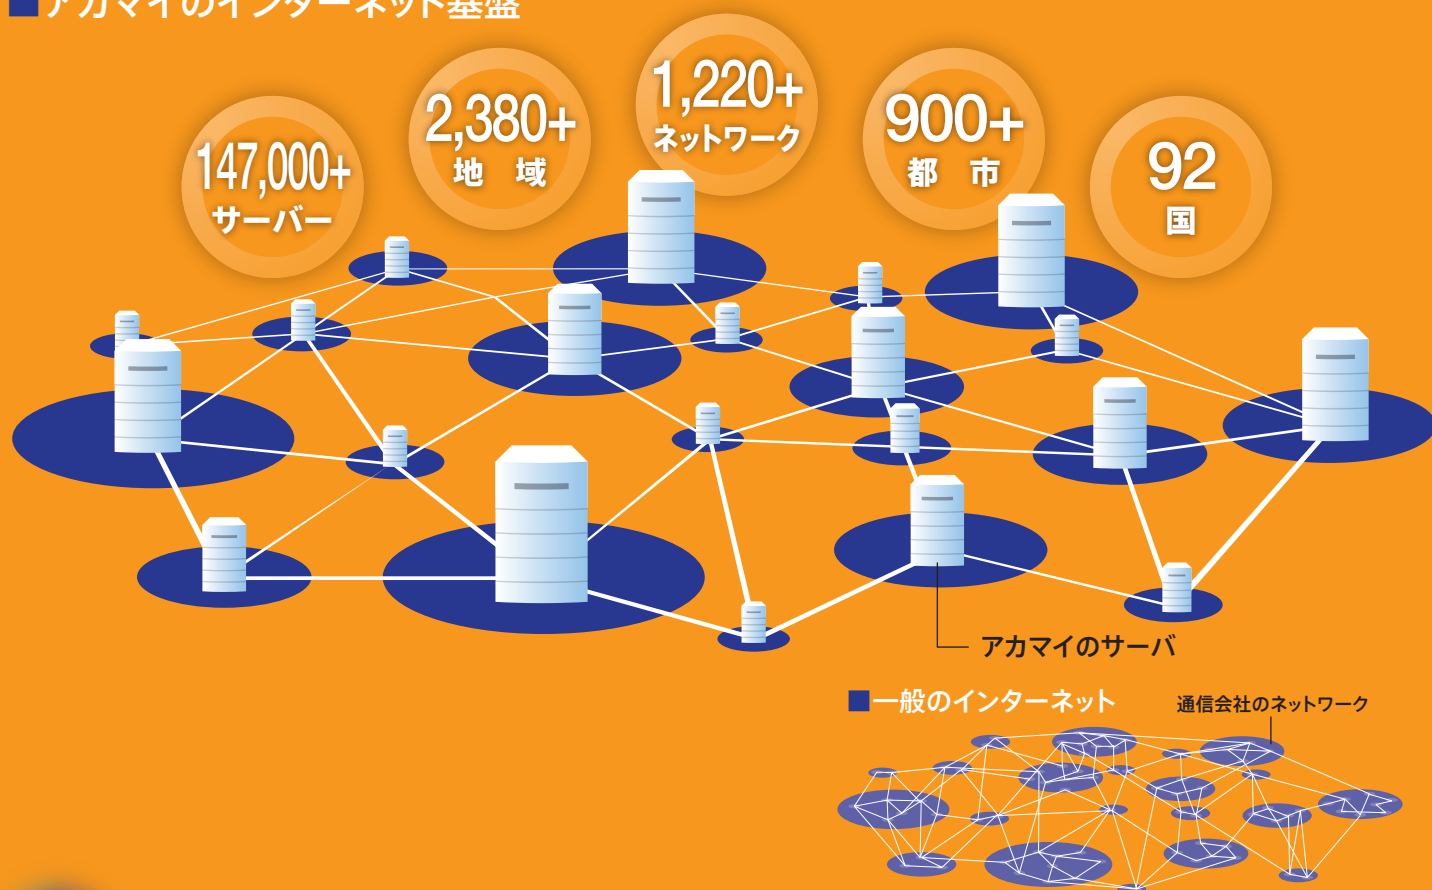 ■アカマイのインターネット基盤
147,000+
サーバー
2,380+
地 域
1,220+
ネットワーク
900+
都 市
92
国
アカマイのサーバ
■一般のインターネット
通信会社のネットワーク